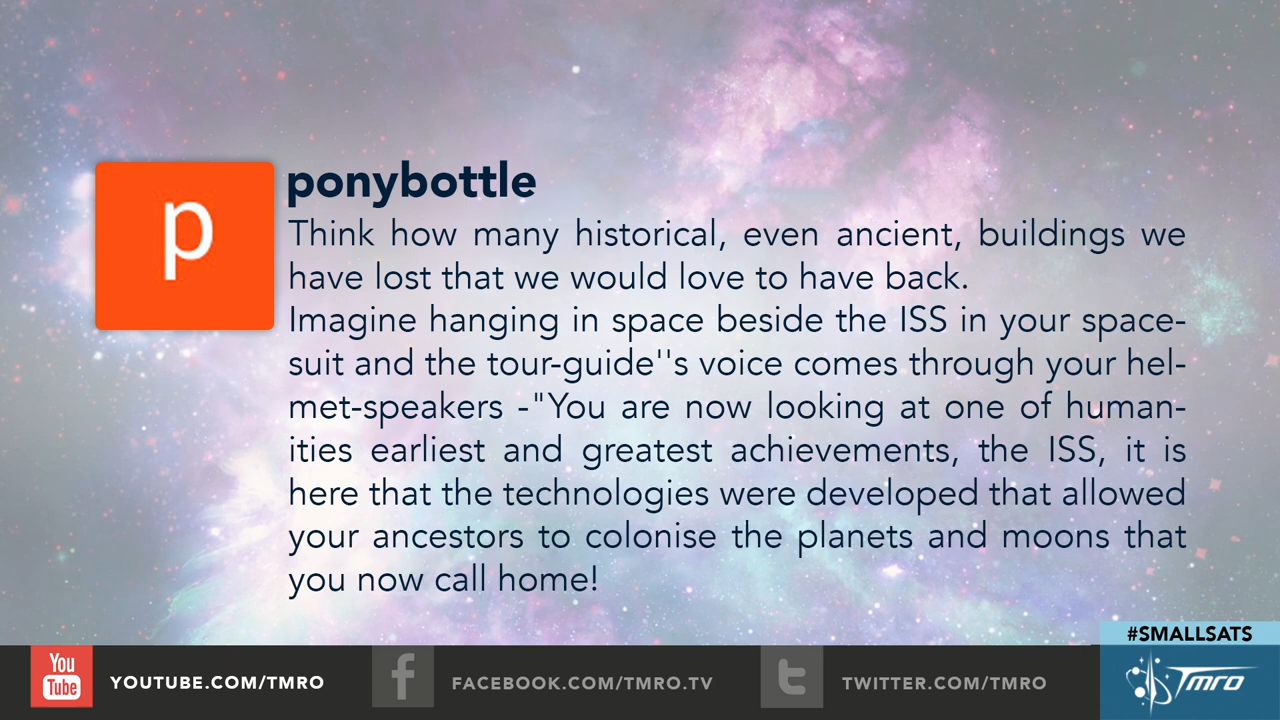 p
ponybottle
Think how many historical, even ancient, buildings we
have lost that we would love to have back.
Imagine hanging in space beside the ISS in your space-
suit and the tour-guide''s voice comes through your hel-
met-speakers -"You are now looking at one of human-
ities earliest and greatest achievements, the ISS, it is
here that the technologies were developed that allowed
your ancestors to colonise the planets and moons that
you now call home!
#SMALLSATS
You
Tube
YOUTUBE.COM/TMRO
f
FACEBOOK.COM/TMRO.TV
t
TWITTER.COM/TMRO
Tmro